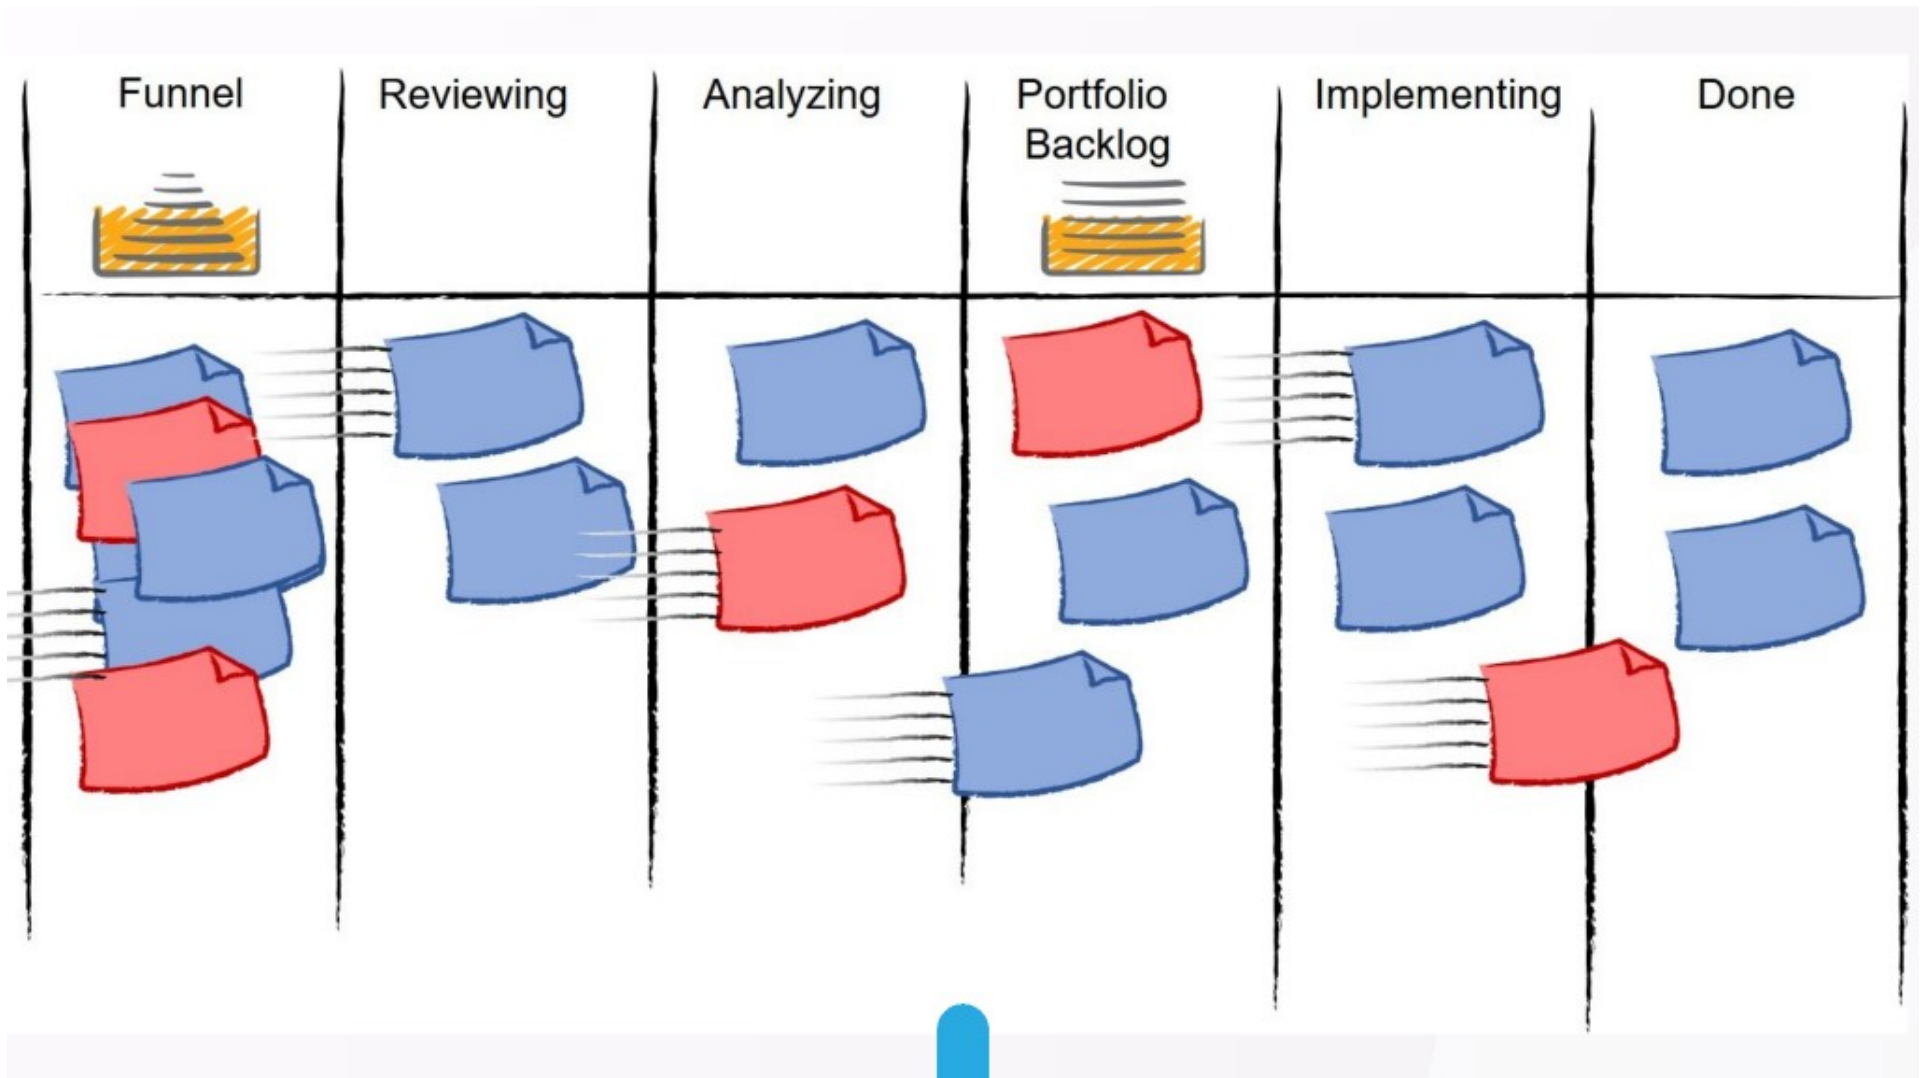 Funnel
Reviewing
Analyzing
Portfolio
Backlog
Implementing
Done